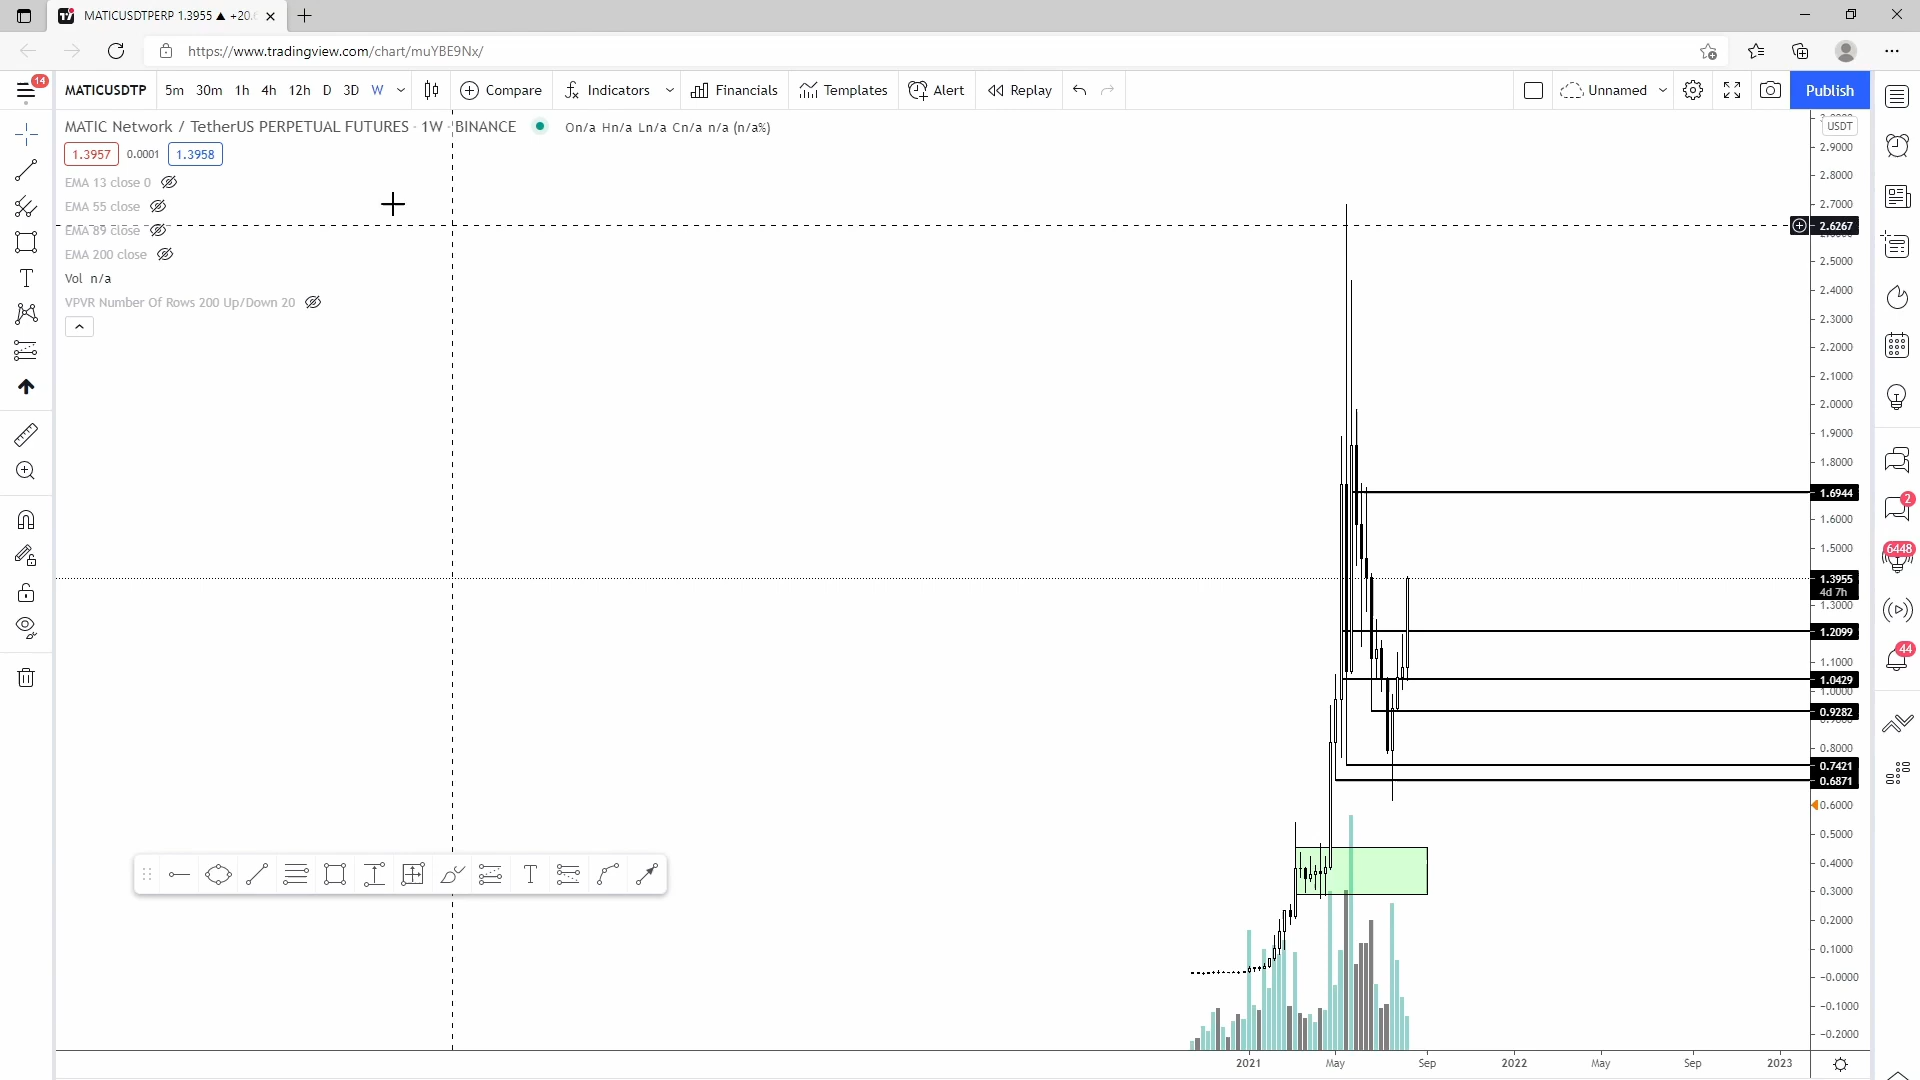 MATICUSDTPERP 1.3955 ▲ +20.6
https://www.tradingview.com/chart/muYBE9Nx/
14
MATICUSDTP 5m 30m 1h 4h 12h D 3D W Compare Indicators Financials Templates Alert Replay Unnamed Publish
MATIC Network / TetherUS PERPETUAL FUTURES · 1W · BINANCE On/a Hn/a Ln/a Cn/a n/a (n/a%)
USDT
1.3957 0.0001 1.3958
EMA 13 close 0
EMA 55 close
EMA 89 close
EMA 200 close
Vol n/a
VPVR Number Of Rows 200 Up/Down 20
2.9000
2.8000
2.7000
2.6267
2.5000
2.4000
2.3000
2.2000
2.1000
2.0000
1.9000
1.8000
1.6944
1.6000
1.5000
1.3955
4d 7h
1.3000
1.2099
1.1000
1.0429
1.0000
0.9282
0.8000
0.7421
0.6871
0.6000
0.5000
0.4000
0.3000
0.2000
0.1000
−0.0000
−0.1000
−0.2000
2
6448
44
2021 May Sep 2022 May Sep 2023